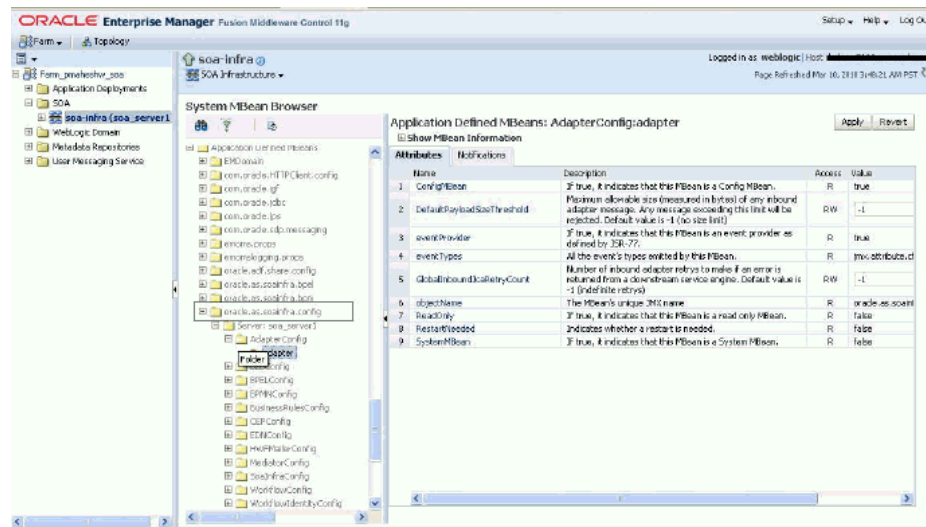 ORACLE Enterprise Manager Fusion Middleware Control 11g
Setup Help Log Ou
Farm Topology
Farm_pmaheshw_soa
Application Deployments
SOA
soa-infra (soa_server1
WebLogic Domain
Metadata Repositories
User Messaging Service
soa-infra
SOA Infrastructure
Logged in as weblogic Host
Page Refreshed Mar 10, 2010 3:48:21 AM PST
System MBean Browser
Application Defined MBeans
EMDomain
com.oracle.HTTPClient.config
com.oracle.igf
com.oracle.jdbc
com.oracle.jps
com.oracle.sdp.messaging
emoms.props
emomslogging.props
oracle.adf.share.config
oracle.as.soainfra.bpel
oracle.as.soainfra.bpm
oracle.as.soainfra.config
Server: soa_server1
AdapterConfig
adapter
Folder
BPELConfig
BPMNConfig
BusinessRulesConfig
CEPConfig
EDNConfig
HWFMailerConfig
MediatorConfig
SoaInfraConfig
WorkflowConfig
WorkflowIdentityConfig
Application Defined MBeans: AdapterConfig:adapter
Apply Revert
Show MBean Information
Attributes Notifications
Name Description Access Value
1 ConfigMBean If true, it indicates that this MBean is a Config MBean. R true
2 DefaultPayloadSizeThreshold Maximum allowable size (measured in bytes) of any inbound adapter message. Any message exceeding this limit will be rejected. Default value is -1 (no size limit) RW -1
3 eventProvider If true, it indicates that this MBean is an event provider as defined by JSR-77. R true
4 eventTypes All the event's types emitted by this MBean. R jmx.attribute.cl
5 GlobalInboundJcaRetryCount Number of inbound adapter retrys to make if an error is returned from a downstream service engine. Default value is -1 (indefinite retrys) RW -1
6 objectName The MBean's unique JMX name R oracle.as.soainf
7 ReadOnly If true, it indicates that this MBean is a read only MBean. R false
8 RestartNeeded Indicates whether a restart is needed. R false
9 SystemMBean If true, it indicates that this MBean is a System MBean. R false